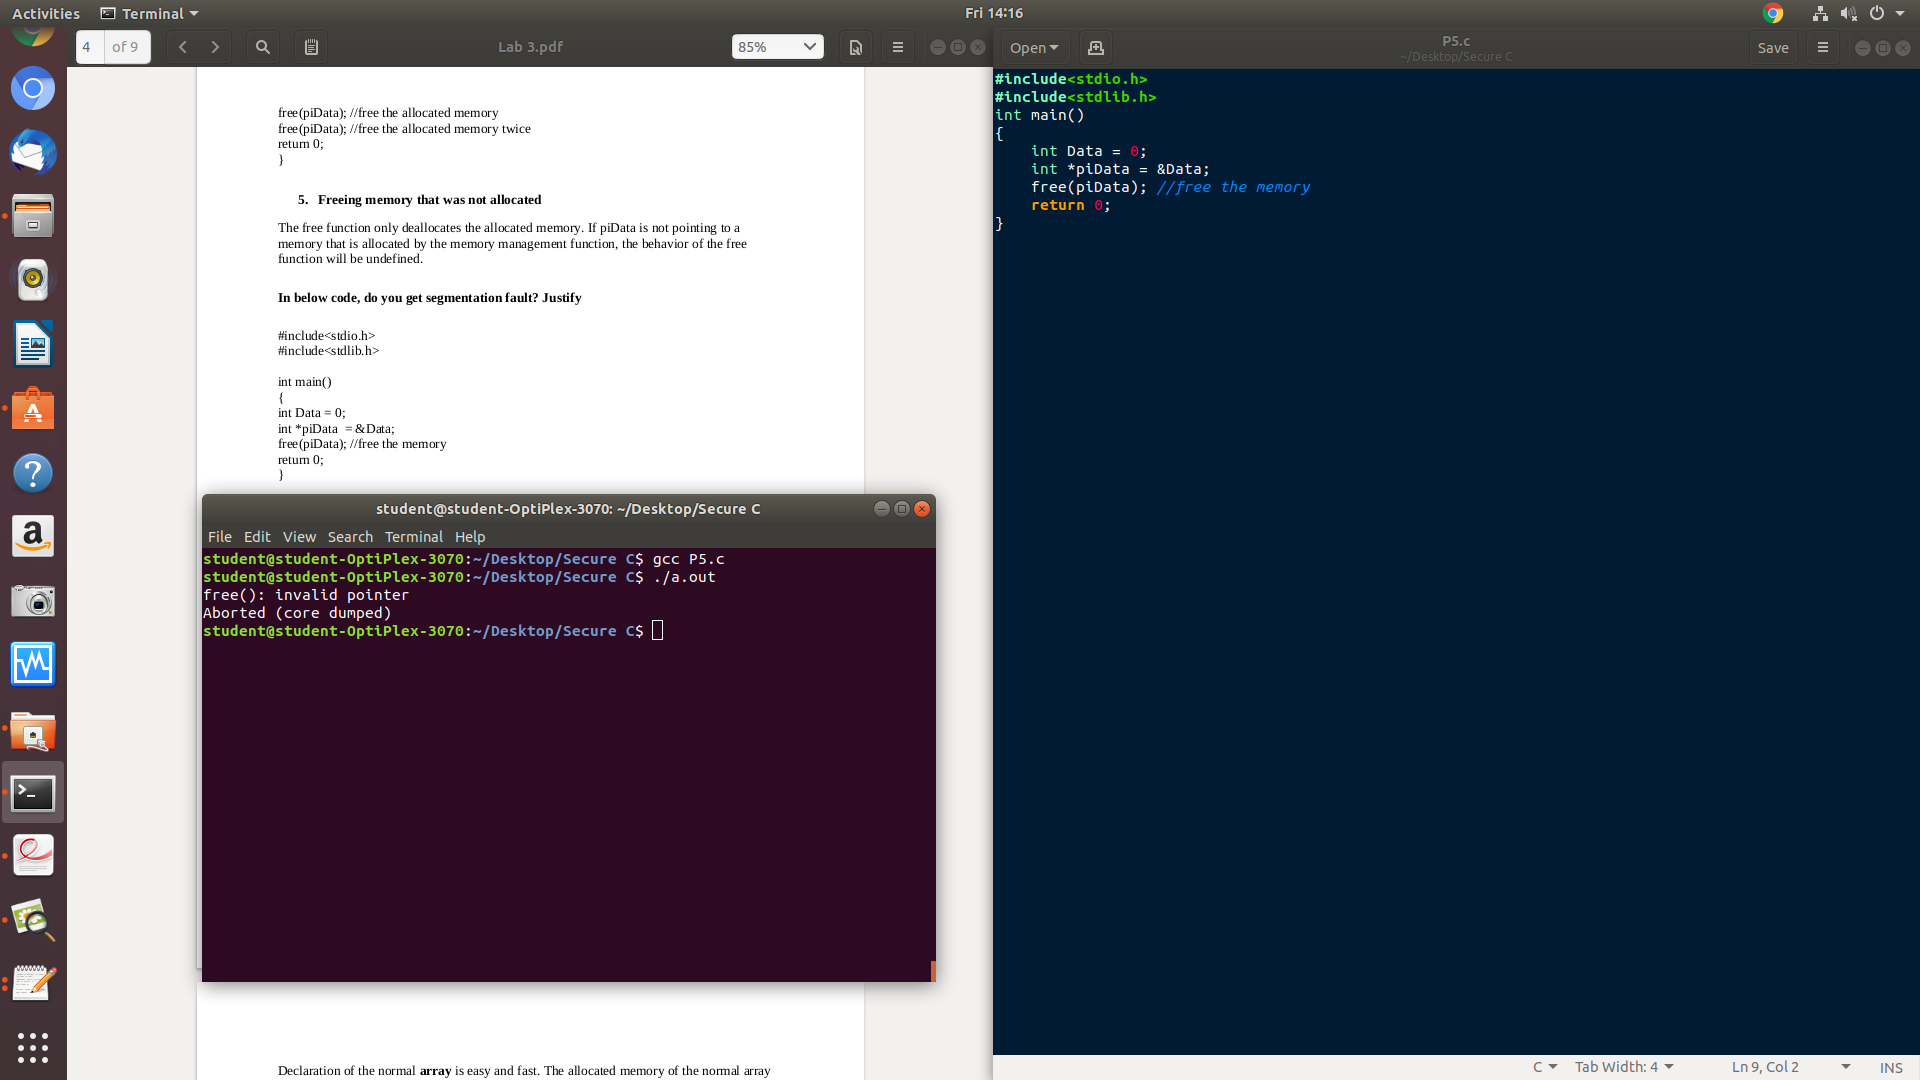 Activities
Terminal
Fri 14:16
4
of 9
Lab 3.pdf
85%
Open
P5.c
~/Desktop/Secure C
Save
free(piData); //free the allocated memory
free(piData); //free the allocated memory twice
return 0;
}
5. Freeing memory that was not allocated
The free function only deallocates the allocated memory. If piData is not pointing to a
memory that is allocated by the memory management function, the behavior of the free
function will be undefined.
In below code, do you get segmentation fault? Justify
#include<stdio.h>
#include<stdlib.h>
int main()
{
int Data = 0;
int *piData  = &Data;
free(piData); //free the memory
return 0;
}
student@student-OptiPlex-3070: ~/Desktop/Secure C
File Edit View Search Terminal Help
student@student-OptiPlex-3070:~/Desktop/Secure C$ gcc P5.c
student@student-OptiPlex-3070:~/Desktop/Secure C$ ./a.out
free(): invalid pointer
Aborted (core dumped)
student@student-OptiPlex-3070:~/Desktop/Secure C$
Declaration of the normal array is easy and fast. The allocated memory of the normal array
#include<stdio.h>
#include<stdlib.h>
int main()
{
    int Data = 0;
    int *piData = &Data;
    free(piData); //free the memory
    return 0;
}
C
Tab Width: 4
Ln 9, Col 2
INS